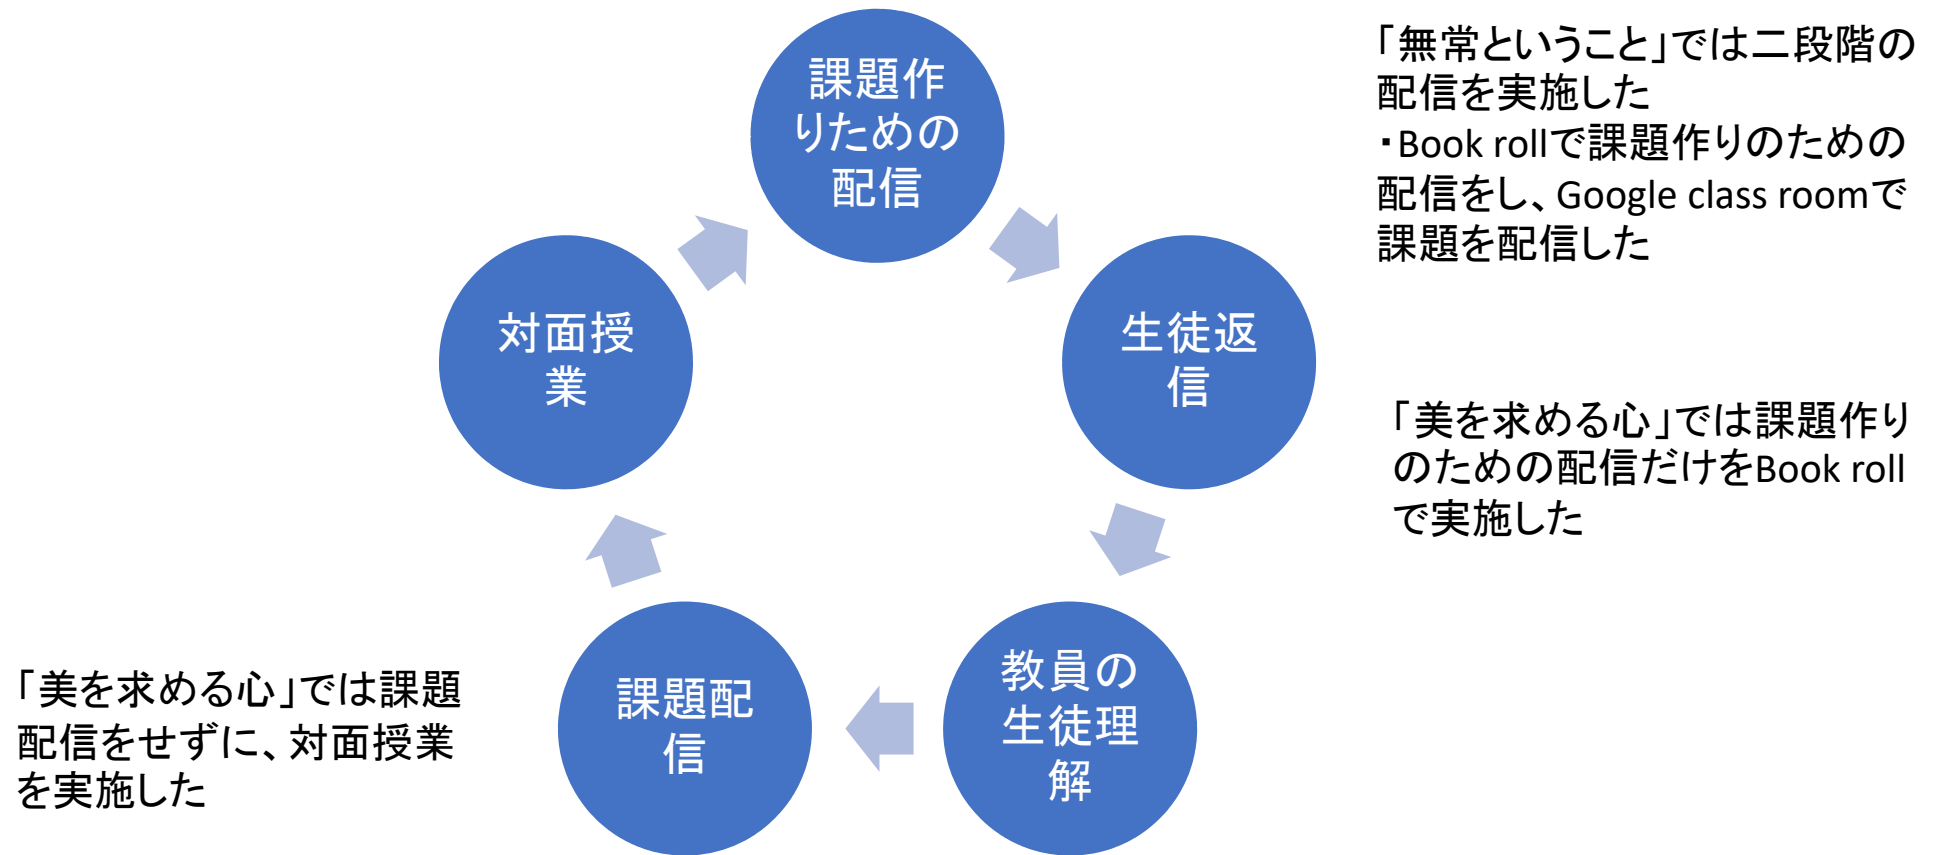 課題作
りための
配信
「無常ということ」では二段階の
配信を実施した
・Book rollで課題作りのための
配信をし、Google class roomで
課題を配信した
対面授
業
生徒返
信
「美を求める心」では課題作り
のための配信だけをBook roll
で実施した
教員の
生徒理
解
課題配
信
「美を求める心」では課題
配信をせずに、対面授業
を実施した